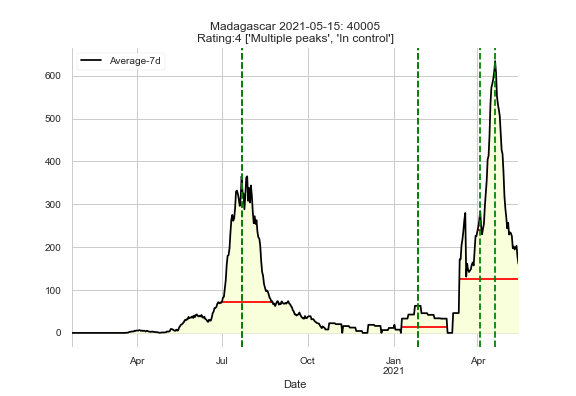 Madagascar 2021-05-15: 40005
Rating:4 ['Multiple peaks', 'In control']
Average-7d
600
500
400
300
200
100
0
Apr
Jul
Oct
Jan
2021
Apr
Date